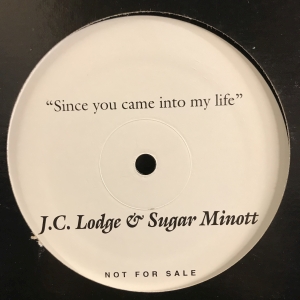 “Since you came into my life”
J.C. Lodge & Sugar Minott
NOT FOR SALE